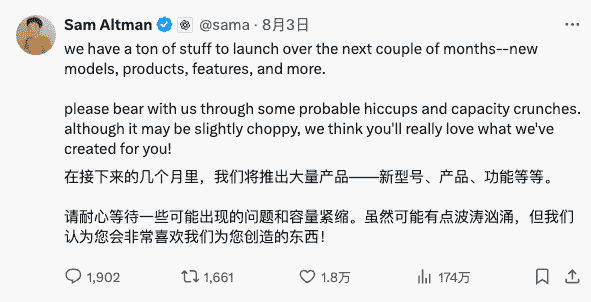 Sam Altman @sama · 8月3日
we have a ton of stuff to launch over the next couple of months--new
models, products, features, and more.
please bear with us through some probable hiccups and capacity crunches.
although it may be slightly choppy, we think you'll really love what we've
created for you!
在接下来的几个月里，我们将推出大量产品——新型号、产品、功能等等。
请耐心等待一些可能出现的问题和容量紧缩。虽然可能有点波涛汹涌，但我们
认为您会非常喜欢我们为您创造的东西！
1,902 1,661 1.8万 174万